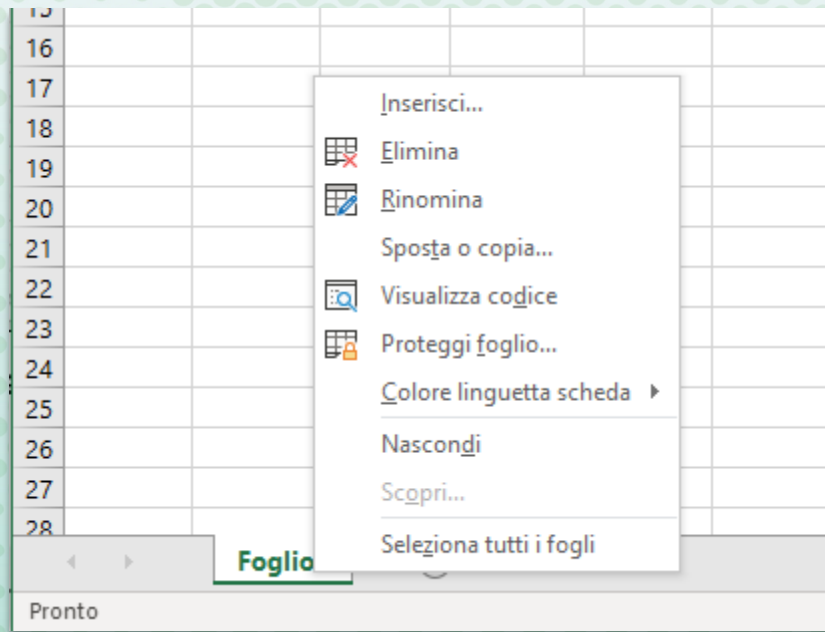 16
17
18
19
20
21
22
23
24
25
26
27
28
Inserisci...
Elimina
Rinomina
Sposta o copia...
Visualizza codice
Proteggi foglio...
Colore linguetta scheda
Nascondi
Scopri...
Seleziona tutti i fogli
Foglio
Pronto